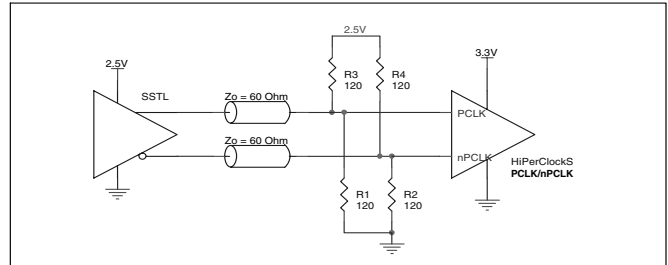 2.5V
2.5V
3.3V
SSTL
R3
120
R4
120
Zo = 60 Ohm
PCLK
Zo = 60 Ohm
nPCLK
HiPerClockS
PCLK/nPCLK
R1
120
R2
120